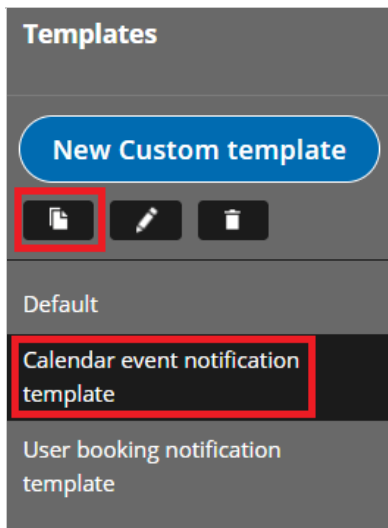 Templates
New Custom template
Default
Calendar event notification
template
User booking notification
template